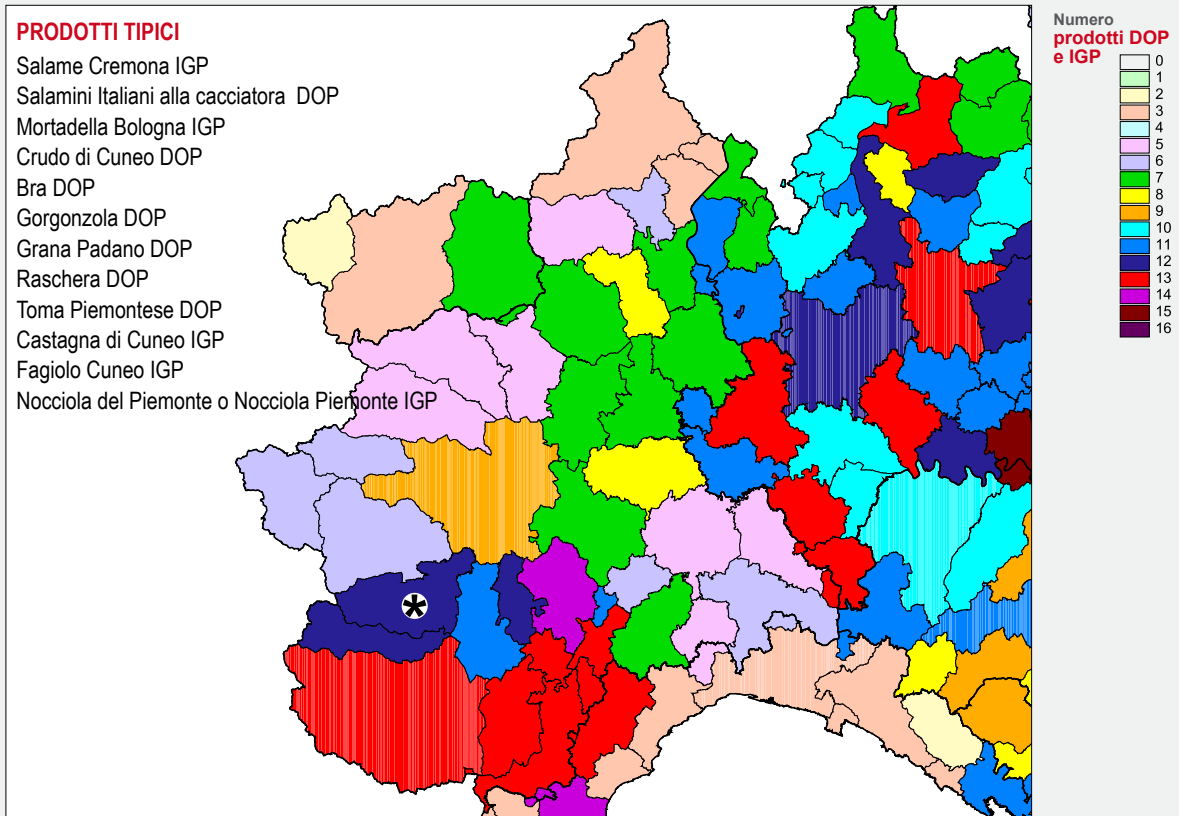 PRODOTTI TIPICI
Salame Cremona IGP
Salamini Italiani alla cacciatora DOP
Mortadella Bologna IGP
Crudo di Cuneo DOP
Bra DOP
Gorgonzola DOP
Grana Padano DOP
Raschera DOP
Toma Piemontese DOP
Castagna di Cuneo IGP
Fagiolo Cuneo IGP
Nocciola del Piemonte o Nocciola Piemonte IGP
*
Numero
prodotti DOP
e IGP
0
1
2
3
4
5
6
7
8
9
10
11
12
13
14
15
16